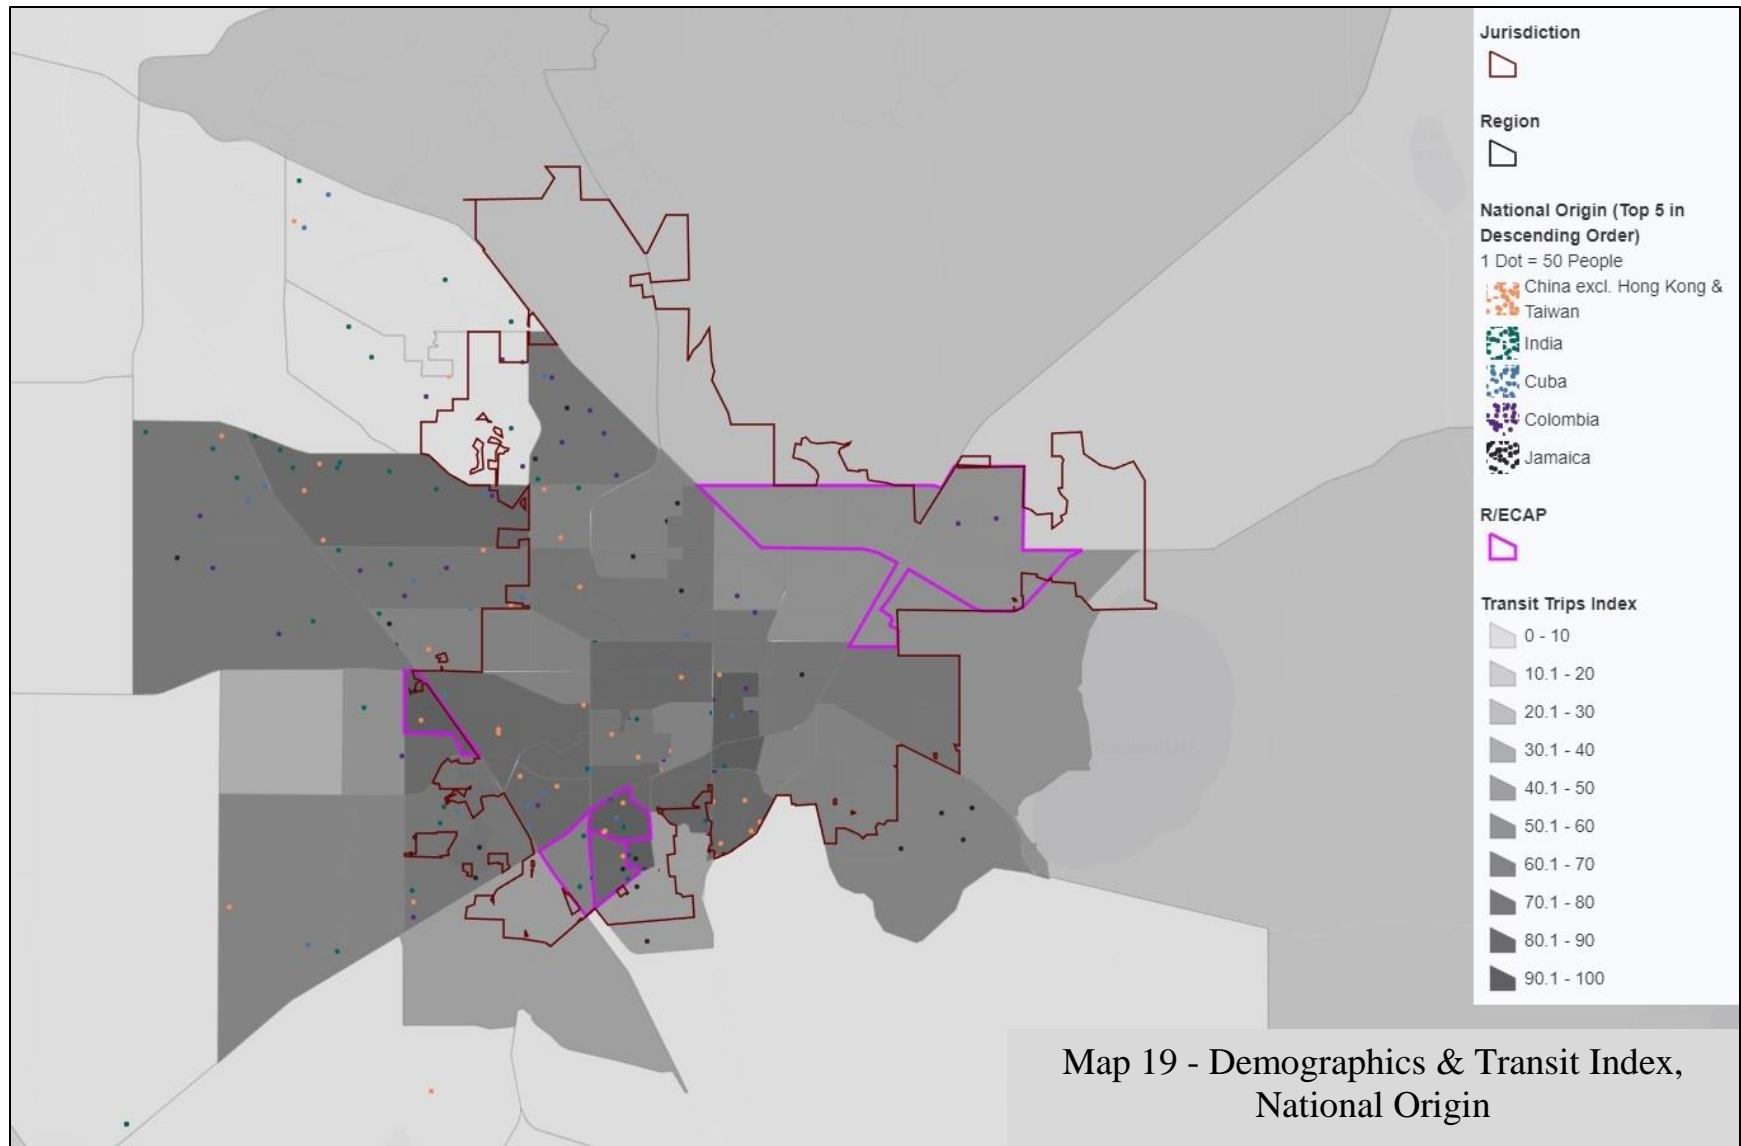 Jurisdiction
Region
National Origin (Top 5 in
Descending Order)
1 Dot = 50 People
China excl. Hong Kong &
Taiwan
India
Cuba
Colombia
Jamaica
R/ECAP
Transit Trips Index
0 - 10
10.1 - 20
20.1 - 30
30.1 - 40
40.1 - 50
50.1 - 60
60.1 - 70
70.1 - 80
80.1 - 90
90.1 - 100
Map 19 - Demographics & Transit Index,
National Origin